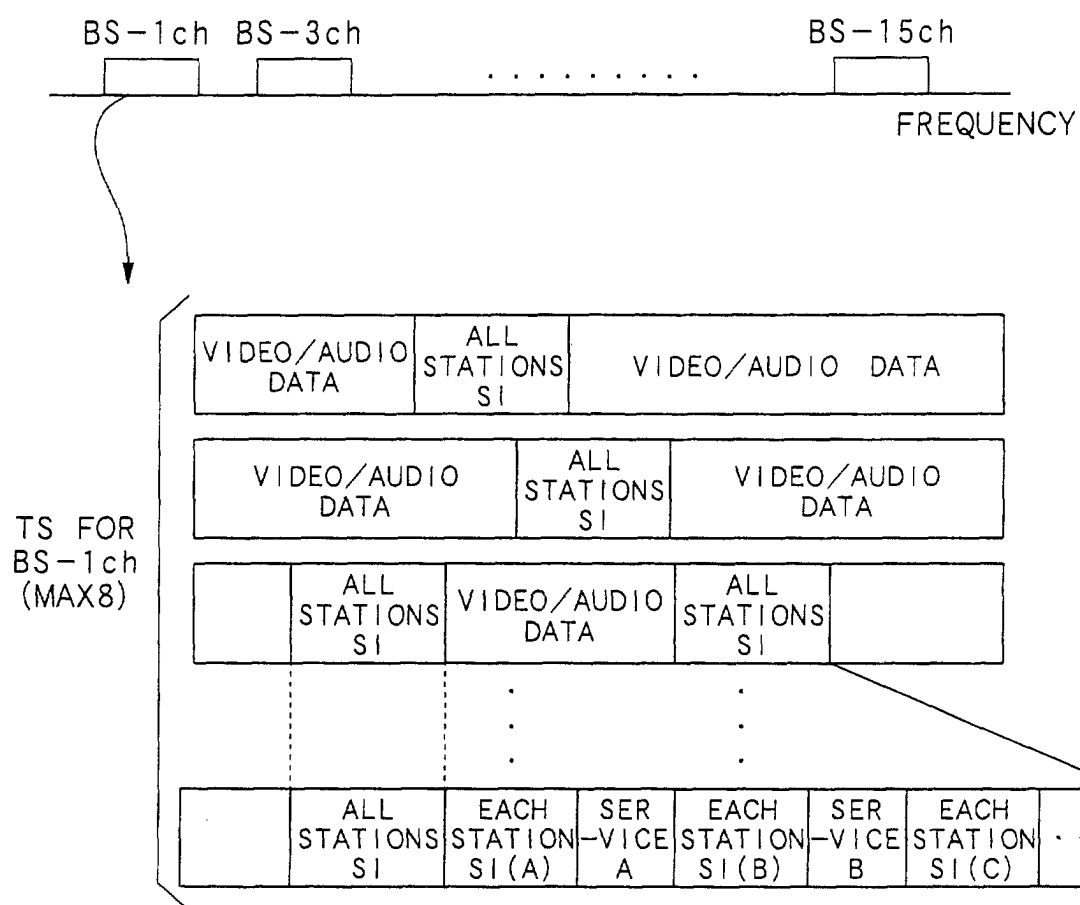 BS-1ch BS-3ch BS-15ch
FREQUENCY
VIDEO/AUDIO DATA
ALL STATIONS SI
VIDEO/AUDIO DATA
VIDEO/AUDIO DATA
ALL STATIONS SI
VIDEO/AUDIO DATA
TS FOR
BS-1ch
(MAX8)
ALL STATIONS SI
VIDEO/AUDIO DATA
ALL STATIONS SI
ALL STATIONS SI
EACH STATION SI(A)
SER-VICE A
EACH STATION SI(B)
SER-VICE B
EACH STATION SI(C)